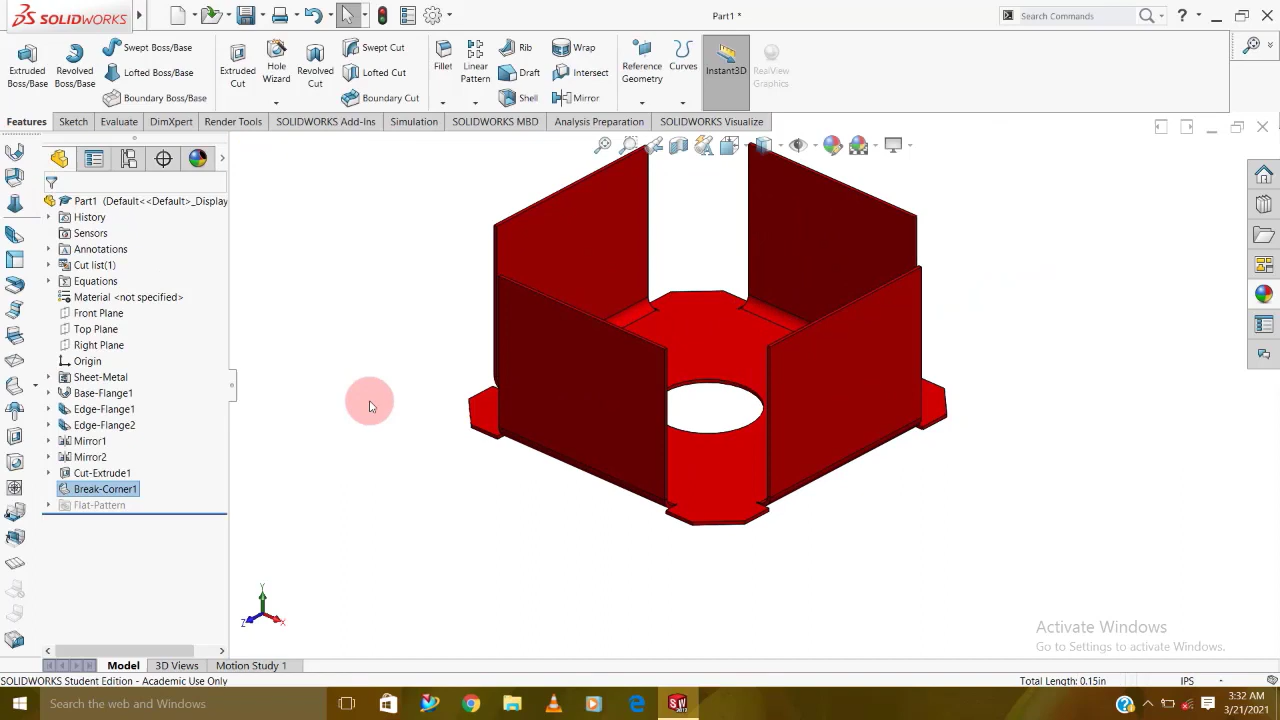 SOLIDWORKS
Part1 *
Search Commands
Extruded Boss/Base
Revolved Boss/Base
Swept Boss/Base
Lofted Boss/Base
Boundary Boss/Base
Extruded Cut
Hole Wizard
Revolved Cut
Swept Cut
Lofted Cut
Boundary Cut
Fillet
Linear Pattern
Rib
Draft
Shell
Wrap
Intersect
Mirror
Reference Geometry
Curves
Instant3D
RealView Graphics
Features
Sketch
Evaluate
DimXpert
Render Tools
SOLIDWORKS Add-Ins
Simulation
SOLIDWORKS MBD
Analysis Preparation
SOLIDWORKS Visualize
Part1 (Default<<Default>_Display
History
Sensors
Annotations
Cut list(1)
Equations
Material <not specified>
Front Plane
Top Plane
Right Plane
Origin
Sheet-Metal
Base-Flange1
Edge-Flange1
Edge-Flange2
Mirror1
Mirror2
Cut-Extrude1
Break-Corner1
Flat-Pattern
Y
Z
X
Activate Windows
Go to Settings to activate Windows.
Model
3D Views
Motion Study 1
SOLIDWORKS Student Edition - Academic Use Only
Total Length: 0.15in
IPS
-
Search the web and Windows
SW
2017
3:32 AM
3/21/2021